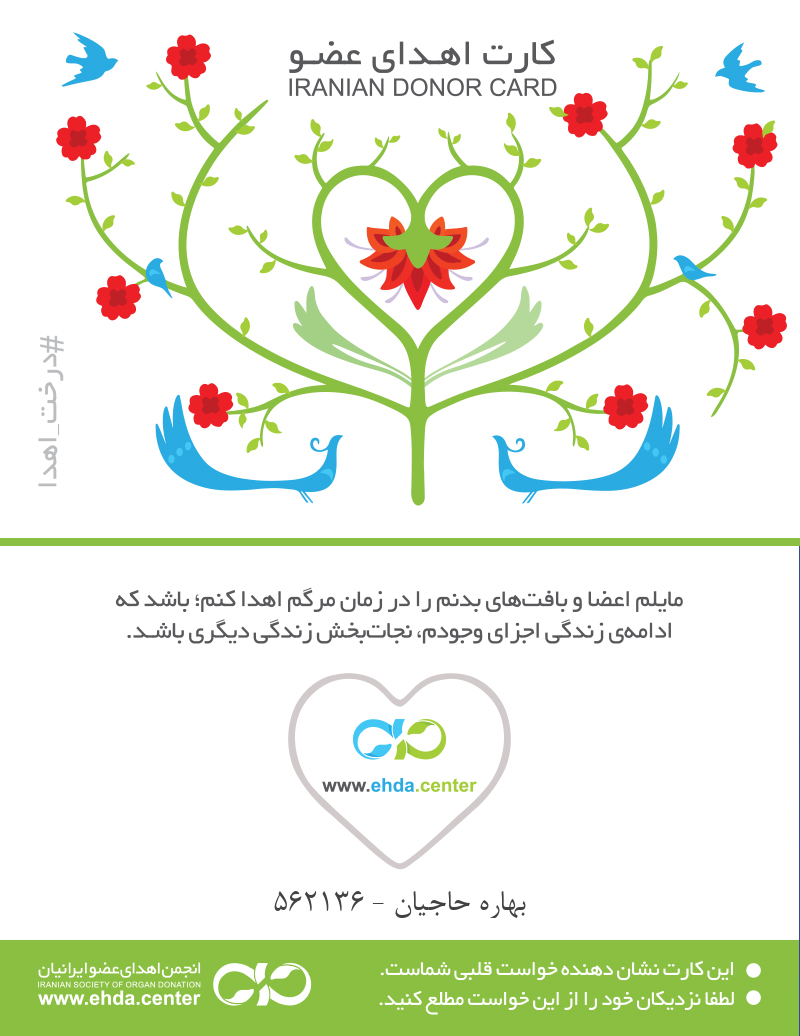 کارت اهدای عضو
IRANIAN DONOR CARD
#درخت_اهدا
مایلم اعضا و بافت‌های بدنم را در زمان مرگم اهدا کنم؛ باشد که
ادامه‌ی زندگی اجزای وجودم، نجات‌بخش زندگی دیگری باشد.
www.ehda.center
بهاره حاجیان - ۵۶۲۱۳۶
این کارت نشان دهنده خواست قلبی شماست.
لطفا نزدیکان خود را از این خواست مطلع کنید.
انجمن اهدای عضو ایرانیان
IRANIAN SOCIETY OF ORGAN DONATION
www.ehda.center